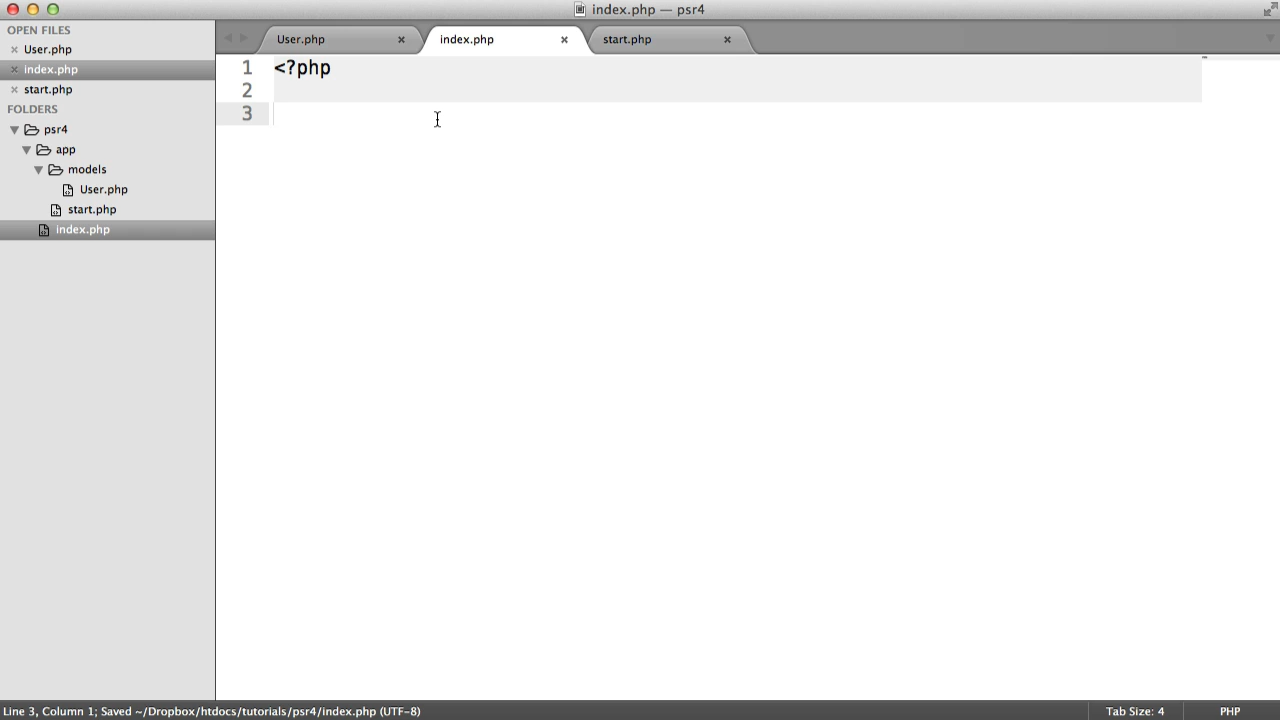 index.php — psr4
OPEN FILES
User.php
index.php
start.php
FOLDERS
psr4
app
models
User.php
start.php
index.php
User.php
index.php
start.php
1 <?php
2
3
Line 3, Column 1; Saved ~/Dropbox/htdocs/tutorials/psr4/index.php (UTF-8)
Tab Size: 4
PHP